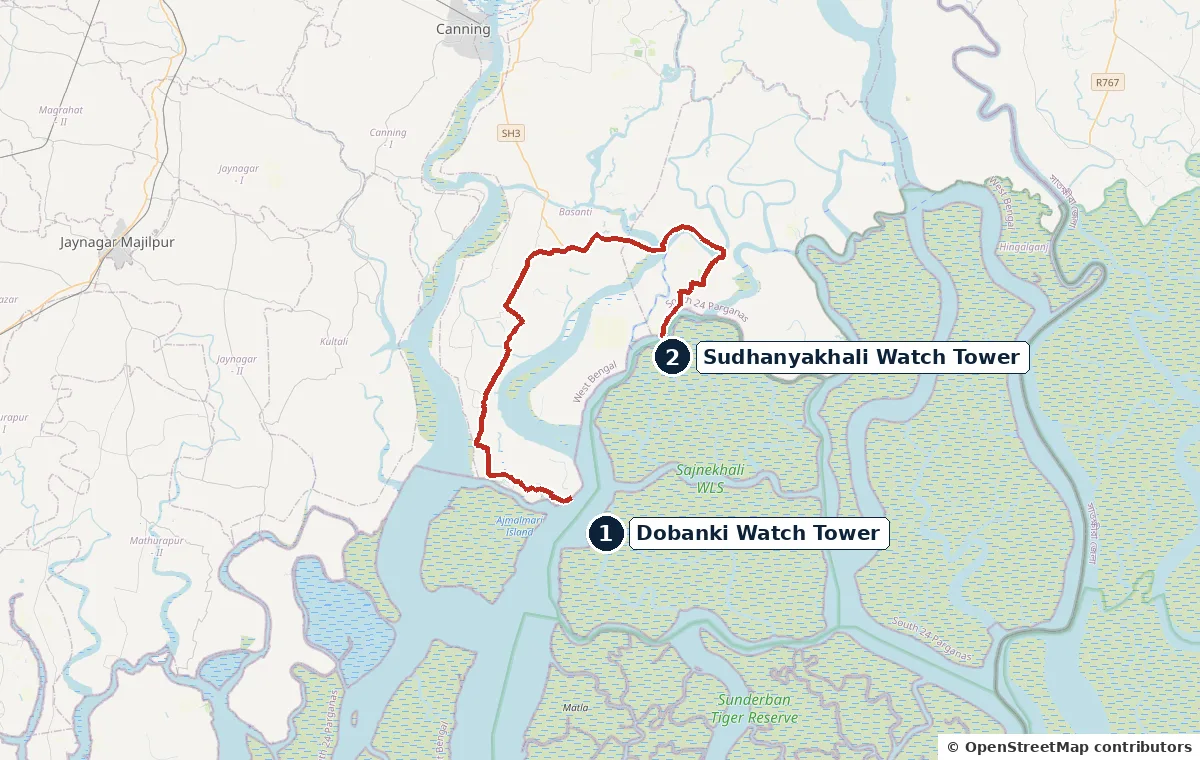 Canning
R767
Magrahat
- II
SH3
Canning
- I
Jaynagar
- I
West Bengal
Basanti
Jaynagar Majilpur
Hingalganj
South 24 Parganas
Kultali
Jaynagar
- II
2
Sudhanyakhali Watch Tower
West Bengal
Sajnekhali
WLS
Ajmalmari
Island
1
Dobanki Watch Tower
Mathurapur
- II
South 24 Parganas
Sunderban
Tiger Reserve
Matla
© OpenStreetMap contributors